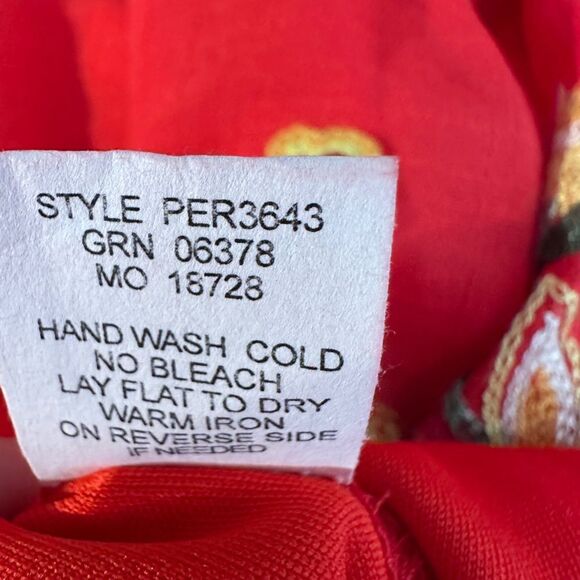 STYLE PER3643
GRN 06378
MO 18728
HAND WASH COLD
NO BLEACH
LAY FLAT TO DRY
WARM IRON
ON REVERSE SIDE
IF NEEDED